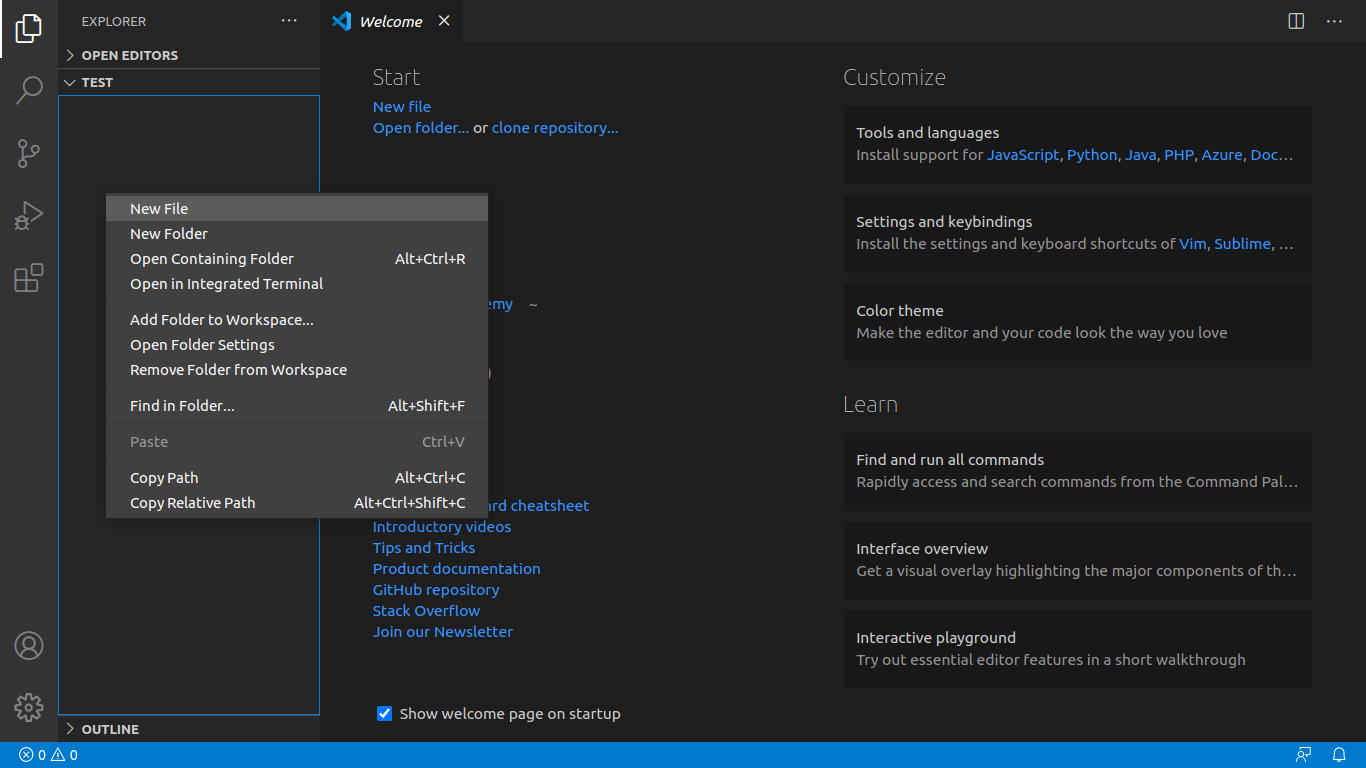 EXPLORER
Welcome
OPEN EDITORS
TEST
New File
New Folder
Open Containing Folder Alt+Ctrl+R
Open in Integrated Terminal
Add Folder to Workspace...
Open Folder Settings
Remove Folder from Workspace
Find in Folder... Alt+Shift+F
Paste Ctrl+V
Copy Path Alt+Ctrl+C
Copy Relative Path Alt+Ctrl+Shift+C
OUTLINE
Start
New file
Open folder... or clone repository...
~
)
cheatsheet
Introductory videos
Tips and Tricks
Product documentation
GitHub repository
Stack Overflow
Join our Newsletter
Show welcome page on startup
Customize
Tools and languages
Install support for JavaScript, Python, Java, PHP, Azure, Doc...
Settings and keybindings
Install the settings and keyboard shortcuts of Vim, Sublime, ...
Color theme
Make the editor and your code look the way you love
Learn
Find and run all commands
Rapidly access and search commands from the Command Pal...
Interface overview
Get a visual overlay highlighting the major components of th...
Interactive playground
Try out essential editor features in a short walkthrough
0 0